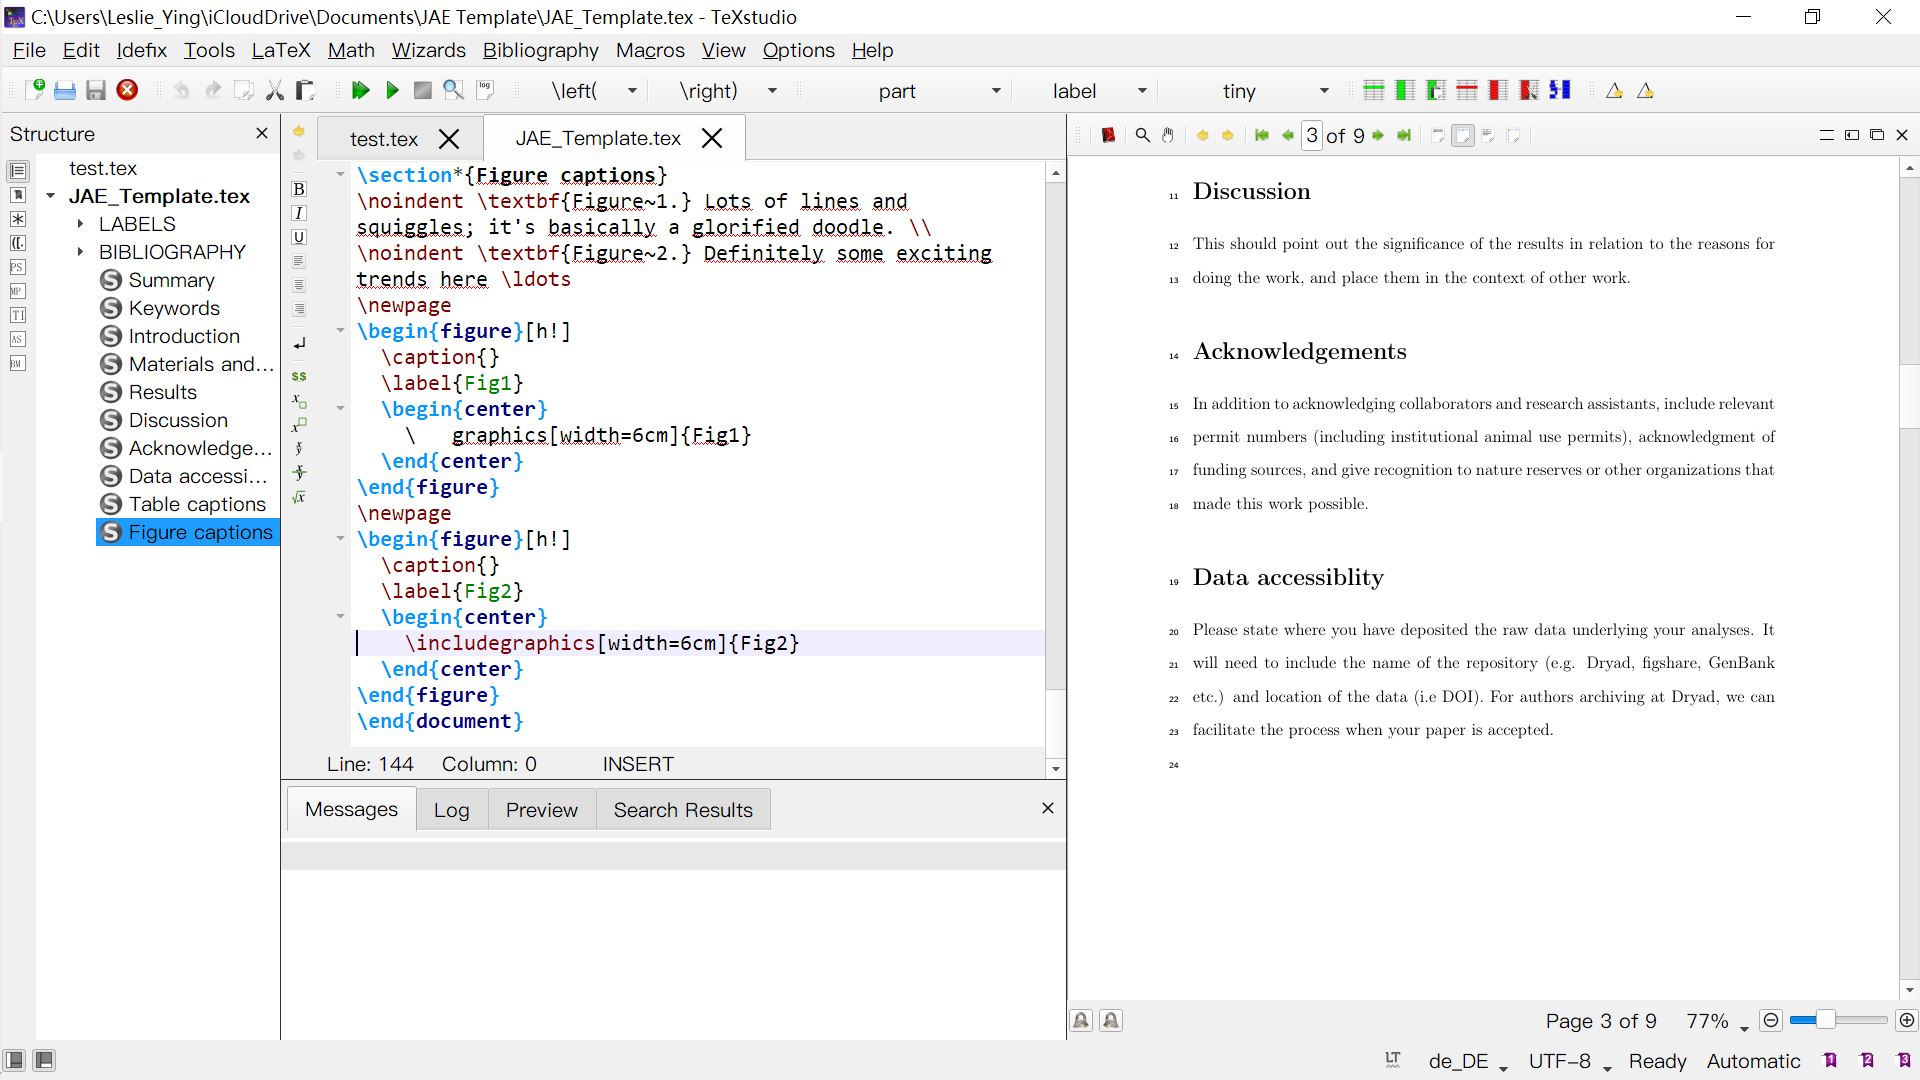 C:\Users\Leslie_Ying\iCloudDrive\Documents\JAE Template\JAE_Template.tex - TeXstudio
File Edit Idefix Tools LaTeX Math Wizards Bibliography Macros View Options Help
log \left( \right) part label tiny
Structure
test.tex
JAE_Template.tex
LABELS
BIBLIOGRAPHY
Summary
Keywords
Introduction
Materials and...
Results
Discussion
Acknowledge...
Data accessi...
Table captions
Figure captions
PS
MP
TI
AS
BM
B
I
U
$$
test.tex JAE_Template.tex
\section*{Figure captions}
\noindent \textbf{Figure~1.} Lots of lines and
squiggles; it's basically a glorified doodle. \\
\noindent \textbf{Figure~2.} Definitely some exciting
trends here \ldots
\newpage
\begin{figure}[h!]
\caption{}
\label{Fig1}
\begin{center}
\   graphics[width=6cm]{Fig1}
\end{center}
\end{figure}
\newpage
\begin{figure}[h!]
\caption{}
\label{Fig2}
\begin{center}
\includegraphics[width=6cm]{Fig2}
\end{center}
\end{figure}
\end{document}
Line: 144 Column: 0 INSERT
Messages Log Preview Search Results
3 of 9
11 Discussion
12 This should point out the significance of the results in relation to the reasons for
13 doing the work, and place them in the context of other work.
14 Acknowledgements
15 In addition to acknowledging collaborators and research assistants, include relevant
16 permit numbers (including institutional animal use permits), acknowledgment of
17 funding sources, and give recognition to nature reserves or other organizations that
18 made this work possible.
19 Data accessiblity
20 Please state where you have deposited the raw data underlying your analyses. It
21 will need to include the name of the repository (e.g. Dryad, figshare, GenBank
22 etc.) and location of the data (i.e DOI). For authors archiving at Dryad, we can
23 facilitate the process when your paper is accepted.
24
Page 3 of 9 77%
LT de_DE UTF-8 Ready Automatic 1 2 3